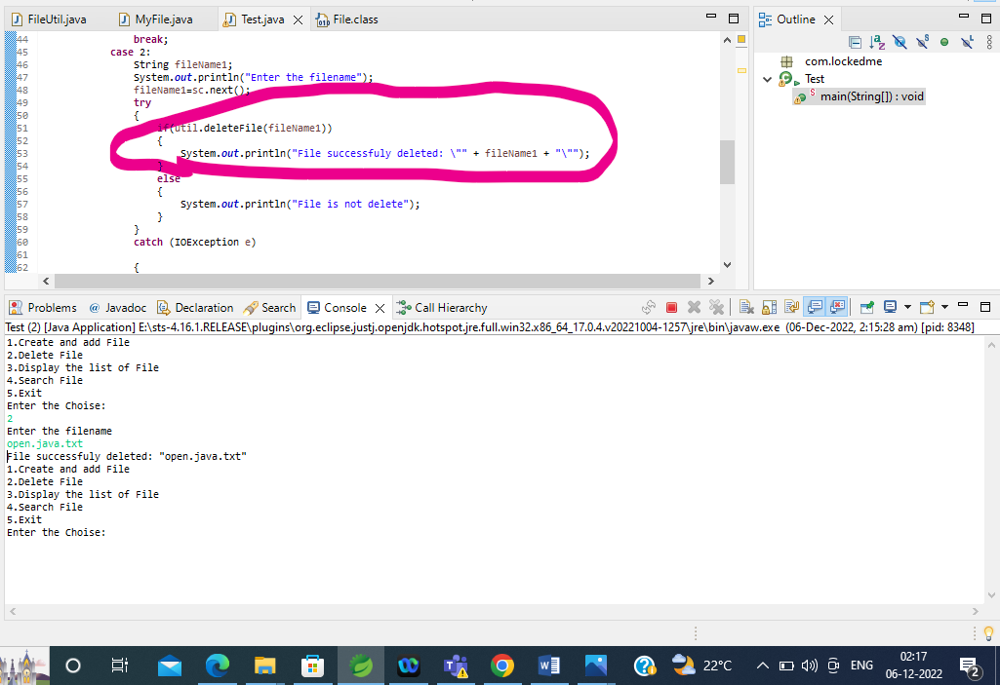 FileUtil.java MyFile.java Test.java File.class
44 break;
45 case 2:
46 String fileName1;
47 System.out.println("Enter the filename");
48 fileName1=sc.next();
49 try
50 {
51 if(util.deleteFile(fileName1))
52 {
53 System.out.println("File successfuly deleted: \"" + fileName1 + "\"");
54 }
55 else
56 {
57 System.out.println("File is not delete");
58 }
59 }
60 catch (IOException e)
61
62 {
Outline
com.lockedme
Test
main(String[]) : void
Problems @ Javadoc Declaration Search Console Call Hierarchy
Test (2) [Java Application] E:\sts-4.16.1.RELEASE\plugins\org.eclipse.justj.openjdk.hotspot.jre.full.win32.x86_64_17.0.4.v20221004-1257\jre\bin\javaw.exe (06-Dec-2022, 2:15:28 am) [pid: 8348]
1.Create and add File
2.Delete File
3.Display the list of File
4.Search File
5.Exit
Enter the Choise:
2
Enter the filename
open.java.txt
File successfuly deleted: "open.java.txt"
1.Create and add File
2.Delete File
3.Display the list of File
4.Search File
5.Exit
Enter the Choise:
22°C ENG 02:17
06-12-2022
2